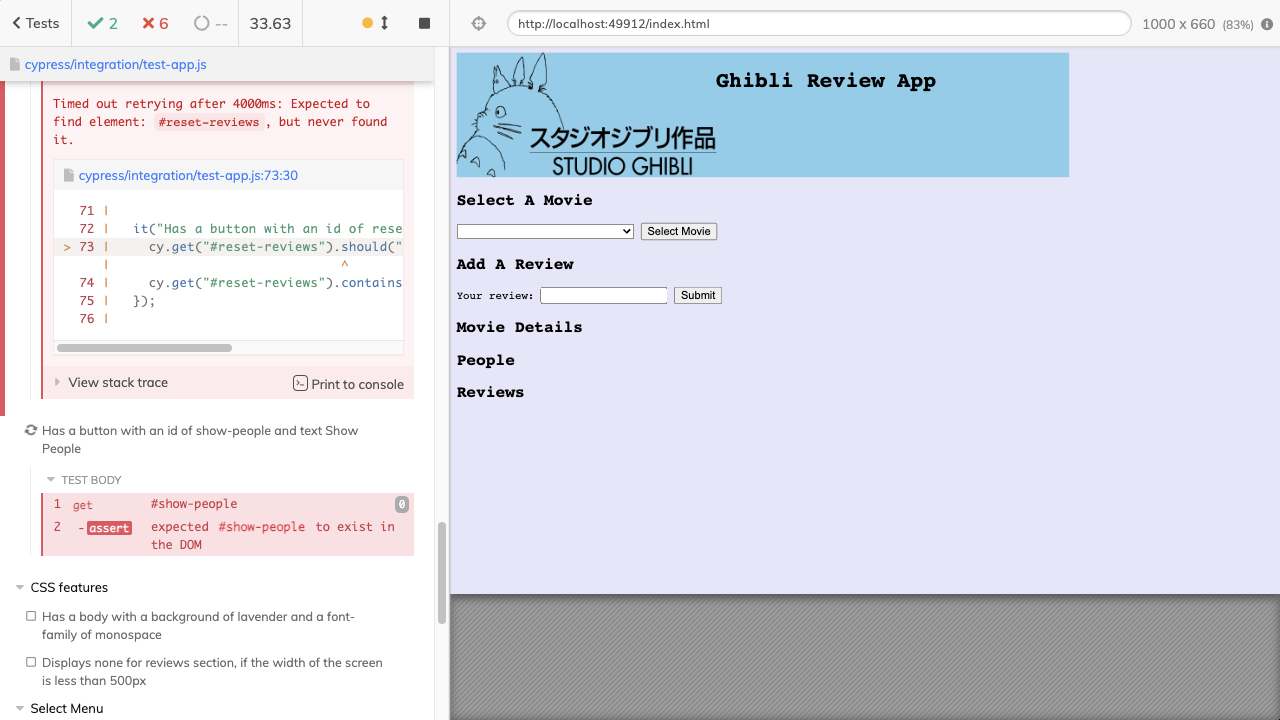 Tests
2
6
--
33.63
http://localhost:49912/index.html
1000 x 660 (83%)
cypress/integration/test-app.js
Timed out retrying after 4000ms: Expected to
find element: #reset-reviews, but never found
it.
cypress/integration/test-app.js:73:30
71 |
72 | it("Has a button with an id of rese
> 73 | cy.get("#reset-reviews").should("
| ^
74 | cy.get("#reset-reviews").contains
75 | });
76 |
View stack trace
Print to console
Has a button with an id of show-people and text Show
People
TEST BODY
1 get #show-people 0
2 -assert expected #show-people to exist in
the DOM
CSS features
Has a body with a background of lavender and a font-
family of monospace
Displays none for reviews section, if the width of the screen
is less than 500px
Select Menu
Ghibli Review App
スタジオジブリ作品
STUDIO GHIBLI
Select A Movie
Select Movie
Add A Review
Your review: Submit
Movie Details
People
Reviews